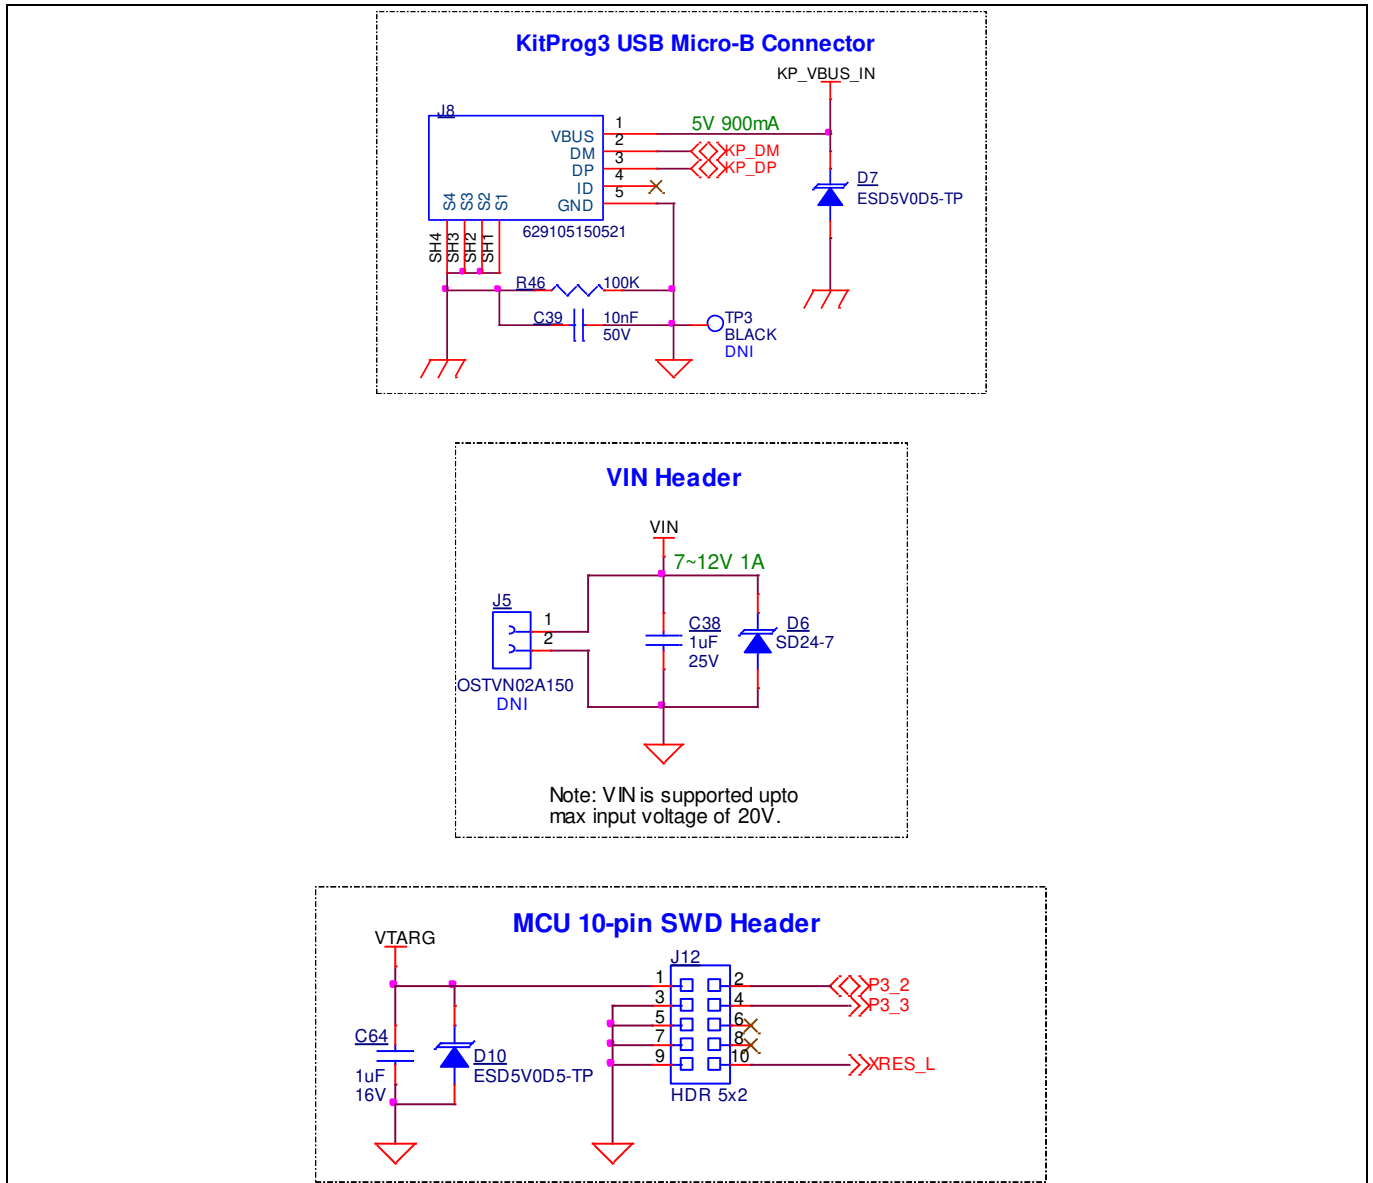 KitProg3 USB Micro-B Connector
KP_VBUS_IN
J8
1
5V 900mA
VBUS
2
DM
KP_DM
3
DP
KP_DP
4
ID
5
GND
D7
ESD5V0D5-TP
S4
S3
S2
S1
629105150521
SH4
SH3
SH2
SH1
R46
100K
C39
10nF
50V
TP3
BLACK
DNI
VIN Header
VIN
7~12V 1A
J5
1
2
C38
1uF
25V
D6
SD24-7
OSTVN02A150
DNI
Note: VIN is supported upto
max input voltage of 20V.
MCU 10-pin SWD Header
VTARG
J12
1
2
P3_2
3
4
P3_3
5
6
7
8
9
10
XRES_L
C64
1uF
16V
D10
ESD5V0D5-TP
HDR 5x2